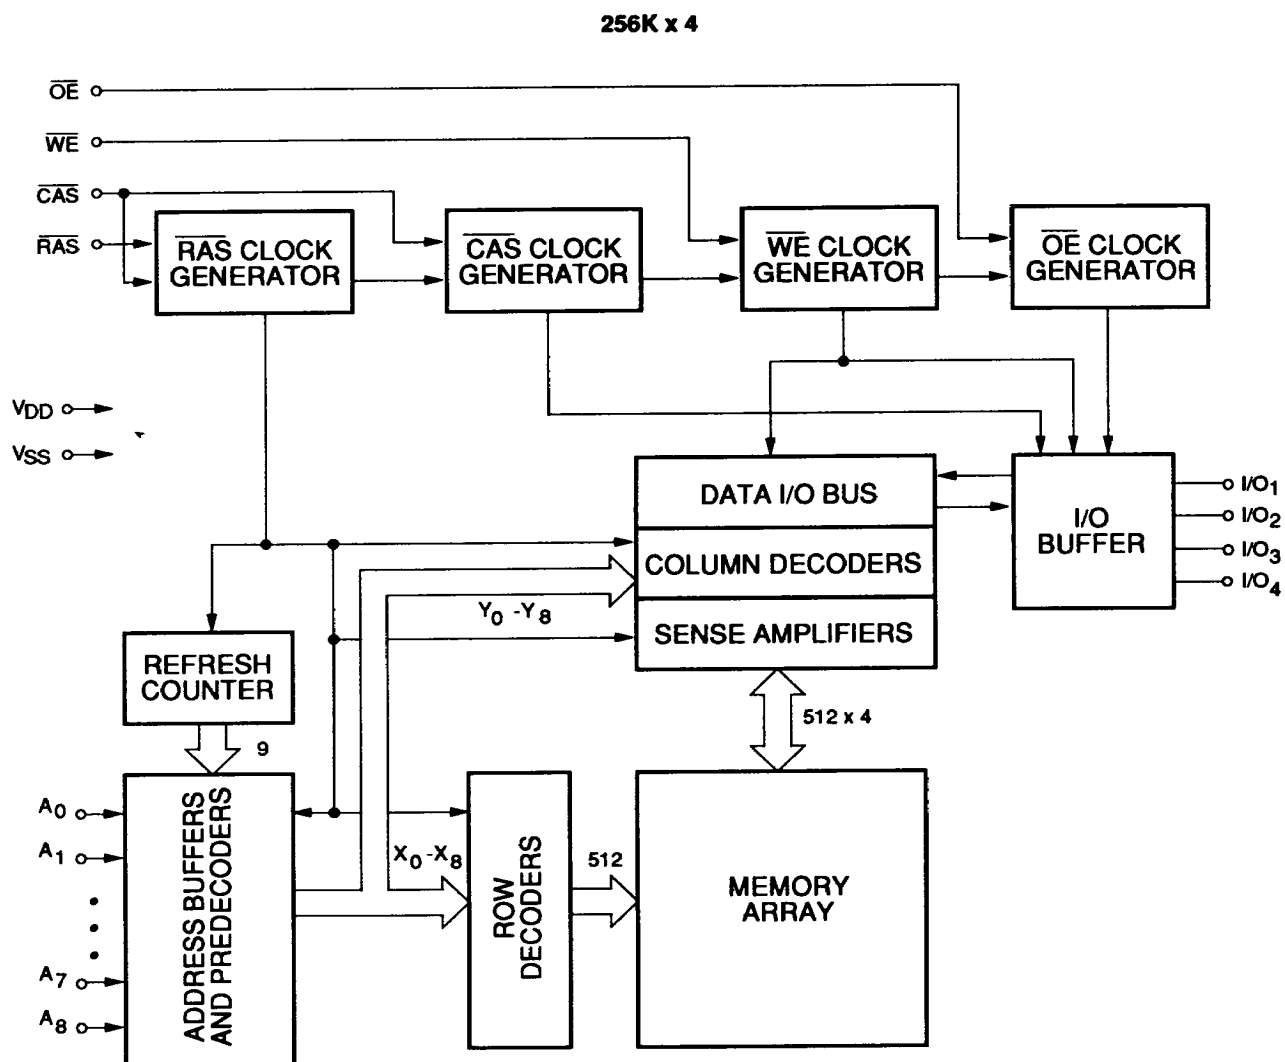 256K x 4
OE
WE
CAS
RAS
RAS CLOCK
GENERATOR
CAS CLOCK
GENERATOR
WE CLOCK
GENERATOR
OE CLOCK
GENERATOR
VDD
VSS
DATA I/O BUS
COLUMN DECODERS
SENSE AMPLIFIERS
I/O
BUFFER
I/O1
I/O2
I/O3
I/O4
Y0 -Y8
REFRESH
COUNTER
9
512 x 4
A0
A1
A7
A8
ADDRESS BUFFERS
AND PREDECODERS
X0 -X8
ROW
DECODERS
512
MEMORY
ARRAY